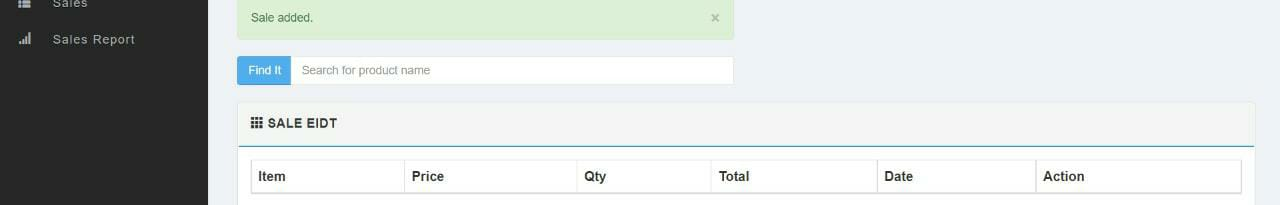 Sales
Sales Report
Sale added. ×
Find It Search for product name
SALE EIDT
Item Price Qty Total Date Action